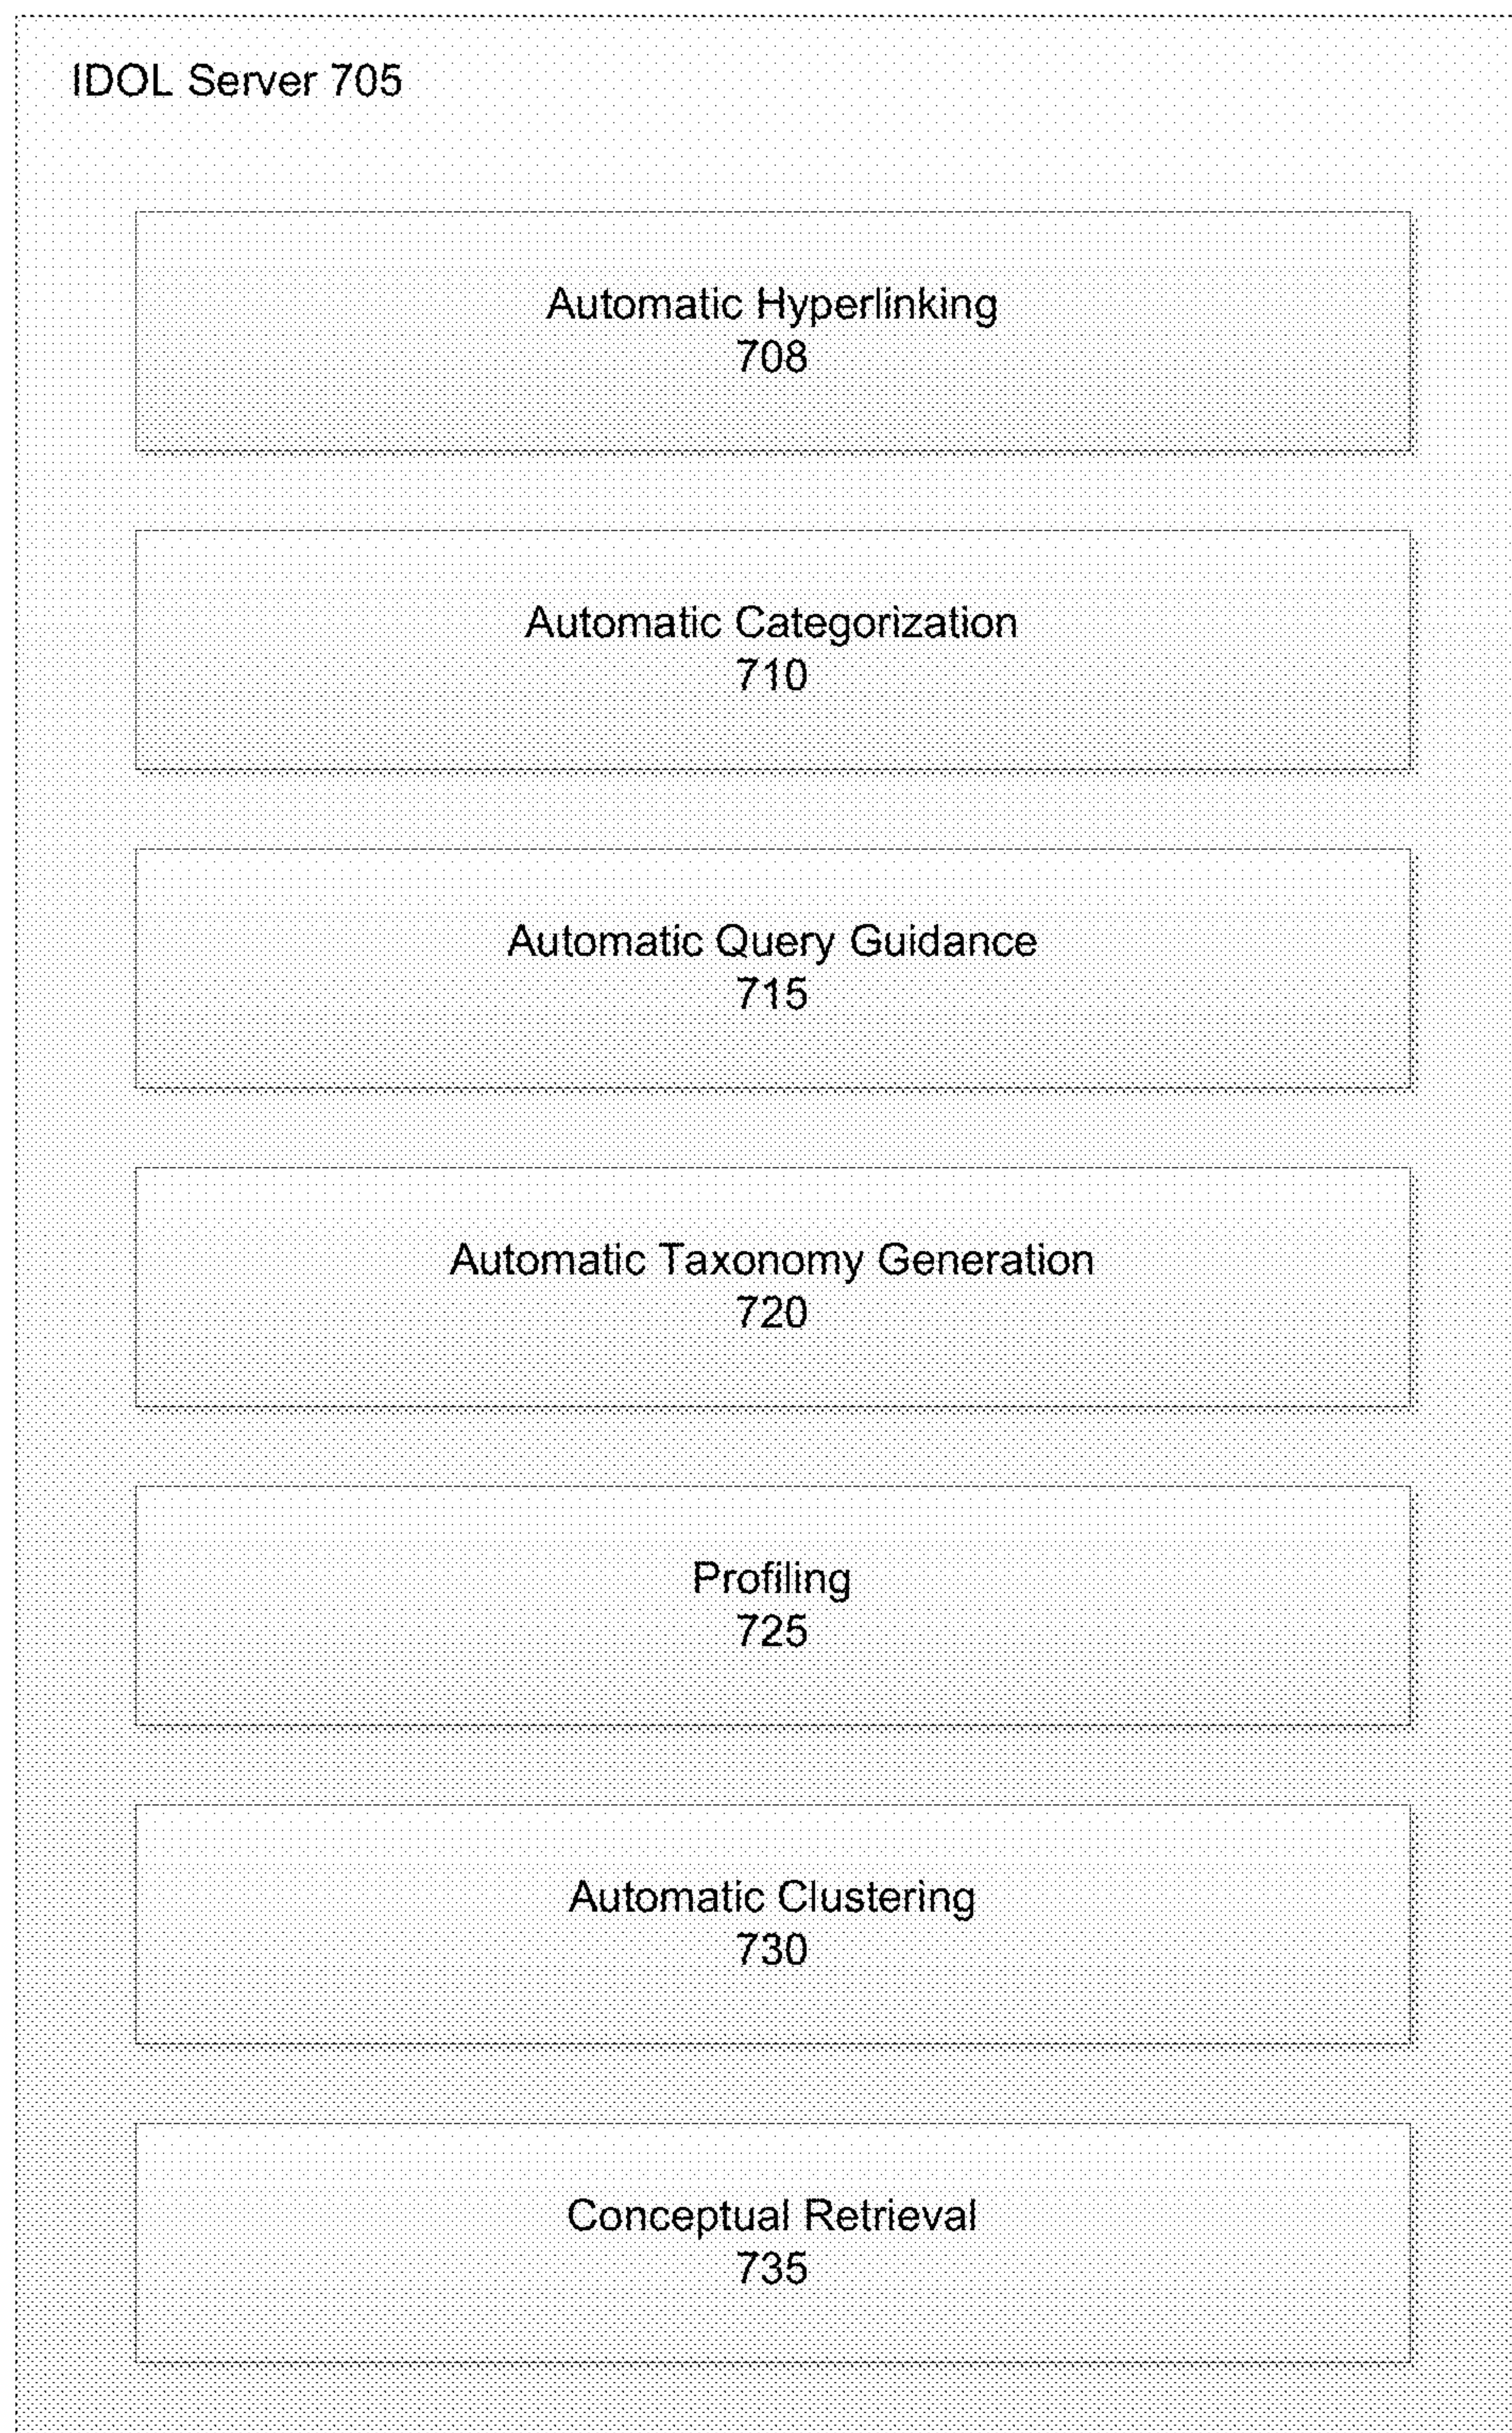 IDOL Server 705
Automatic Hyperlinking
708
Automatic Categorization
710
Automatic Query Guidance
715
Automatic Taxonomy Generation
720
Profiling
725
Automatic Clustering
730
Conceptual Retrieval
735